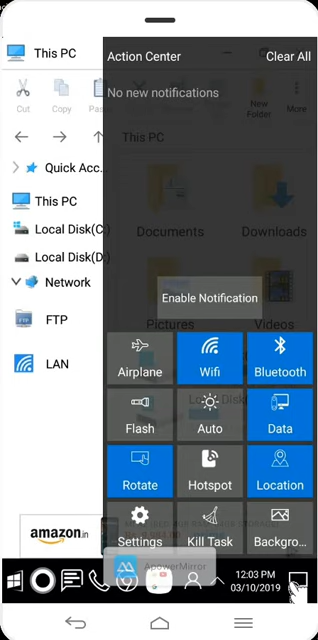 This PC
Action Center
Clear All
No new notifications
Cut
Copy
New
Folder
More
This PC
Quick Acc...
This PC
Documents
Downloads
Local Disk(C:
Local Disk(D:)
Network
Enable Notification
Pictures
Videos
FTP
LAN
Airplane
Wifi
Bluetooth
Flash
Auto
Data
Rotate
Hotspot
Location
Settings
Kill Task
Backgro...
amazon.in
ApowerMirror
12:03 PM
03/10/2019